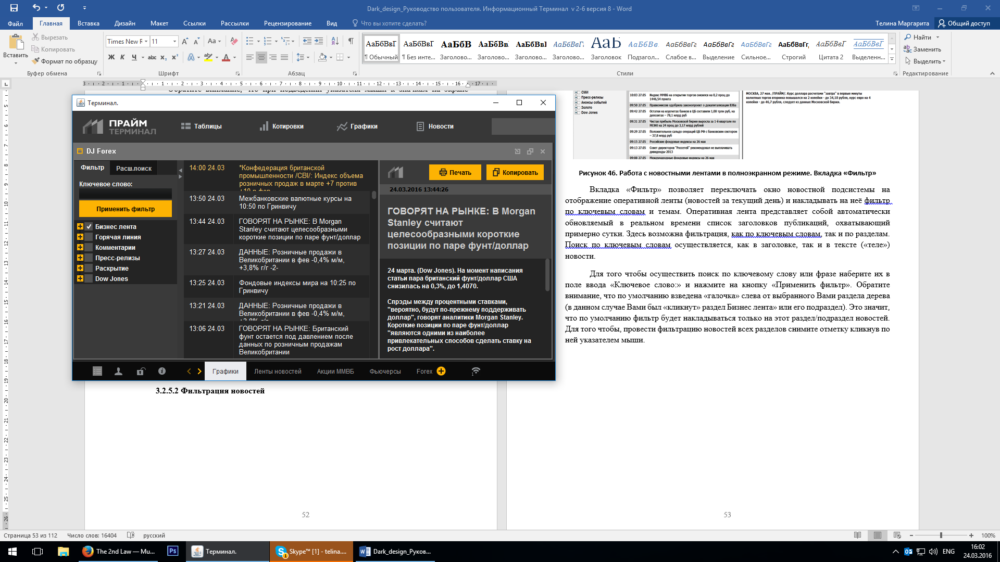 Dark_design_Руководство пользователя. Информационный Терминал v 2-6 версия 8 - Word
Файл
Главная
Вставка
Дизайн
Макет
Ссылки
Рассылки
Рецензирование
Вид
Что вы хотите сделать?
Телина Маргарита
Общий доступ
Вставить
Вырезать
Копировать
Формат по образцу
Буфер обмена
Times New R
11
Шрифт
Абзац
АаБбВвГ
АаБбВвГ
АаБбВ
АаБбВв
АаБбВвІ
АаБбВвГг
АаБбВвГг
АаБ
АаБбВв
АаБбВвГг
АаБбВвГг
АаБбВвГг
АаБбВвГг
АаБбВвГг
АаБбВвГ
¶ Обычный
¶ Без инте...
Заголово...
Заголово...
Заголово...
Заголово...
Заголово...
Заголовок
Подзагол...
Слабое в...
Выделение
Сильное...
Строгий
Цитата 2
Выделенн...
Стили
Найти
Заменить
Выделить
Редактирование
Обратите внимание, что при подведении указателя мыши к значкам на экране
Терминал.
ПРАЙМ
ТЕРМИНАЛ
Таблицы
Котировки
Графики
Новости
DJ Forex
Фильтр
Расш.поиск
Ключевое слово:
Применить фильтр
Бизнес лента
Горячая линия
Комментарии
Пресс-релизы
Раскрытие
Dow Jones
14:00 24.03
*Конфедерация британской
промышленности /CBI/: Индекс объема
розничных продаж в марте +7 против
+10 в фев
13:50 24.03
Межбанковские валютные курсы на
10:50 по Гринвичу
13:44 24.03
ГОВОРЯТ НА РЫНКЕ: В Morgan
Stanley считают целесообразными
короткие позиции по паре фунт/доллар
13:27 24.03
ДАННЫЕ: Розничные продажи в
Великобритании в фев -0,4% м/м,
+3,8% г/г -2-
13:25 24.03
Фондовые индексы мира на 10:25 по
Гринвичу
13:21 24.03
ДАННЫЕ: Розничные продажи в
Великобритании в фев -0,4% м/м,
+3,8% г/г
13:06 24.03
ГОВОРЯТ НА РЫНКЕ: Британский
фунт остается под давлением после
данных по розничным продажам
Великобритании
Печать
Копировать
24.03.2016 13:44:26
ГОВОРЯТ НА РЫНКЕ: В Morgan
Stanley считают
целесообразными короткие
позиции по паре фунт/доллар
24 марта. (Dow Jones). На момент написания
статьи пара британский фунт/доллар США
снизилась на 0,3%, до 1,4070.
Спрэды между процентными ставками,
"вероятно, будут по-прежнему поддерживать
доллар", говорят аналитики Morgan Stanley.
Короткие позиции по паре фунт/доллар
"являются одними из наиболее
привлекательных способов сделать ставку на
рост доллара".
Графики
Ленты новостей
Акции ММВБ
Фьючерсы
Forex
3.2.5.2 Фильтрация новостей
52
СМИ
Пресс-релизы
Анонсы событий
Золото
Dow Jones
10:03 27.05
Индекс ММВБ на открытии торгов снизился на 0,2 проц до
1446,54 пункта
09:50 27.05
Правкомиссия одобрила законопроект о докапитализации ВЭБа
09:42 27.05
Остатки на корсчетах банков в ЦБ составили 1,08 трлн руб, на
депозитах – 78,1 млрд руб
09:31 27.05
Чистая прибыль Московской биржи выросла за 1-й квартале по
МСФО на 24 проц до 3,17 млрд рублей
09:29 27.05
Положительное сальдо операций ЦБ РФ с банковским сектором
– 37,8 млрд руб
09:15 27.05
Российские фондовые индексы на 26 мая
09:13 27.05
Совет директоров "Россетей" рекомендовал не выплачивать
дивиденды-2013
09:08 27.05
Международные фондовые индексы на 26 мая
МОСКВА, 27 мая. /ПРАЙМ/. Курс доллара расчетами "завтра" в первые минуты
валютных торгов вторника повышался на 2 копейки - до 34,18 рубля, курс евро на 4
копейки - до 46,7 рубля, следует из данных Московской биржи.
Рисунок 46. Работа с новостными лентами в полноэкранном режиме. Вкладка «Фильтр»
Вкладка «Фильтр» позволяет переключать окно новостной подсистемы на
отображение оперативной ленты (новостей за текущий день) и накладывать на неё фильтр
по ключевым словам и темам. Оперативная лента представляет собой автоматически
обновляемый в реальном времени список заголовков публикаций, охватывающий
примерно сутки. Здесь возможна фильтрация, как по ключевым словам, так и по разделам.
Поиск по ключевым словам осуществляется, как в заголовке, так и в тексте («теле»)
новости.
Для того чтобы осуществить поиск по ключевому слову или фразе наберите их в
поле ввода «Ключевое слово:» и нажмите на кнопку «Применить фильтр». Обратите
внимание, что по умолчанию взведена «галочка» слева от выбранного Вами раздела дерева
(в данном случае Вами был «кликнут» раздел Бизнес лента» или его подраздел). Это значит,
что по умолчанию фильтр будет накладываться только на этот раздел/подраздел новостей.
Для того чтобы, провести фильтрацию новостей всех разделов снимите отметку кликнув по
ней указателем мыши.
53
Страница 53 из 112
Число слов: 16404
русский
100%
The 2nd Law — Mu...
Терминал.
Skype™ [1] - telina....
Dark_design_Руков...
ENG
16:02
24.03.2016